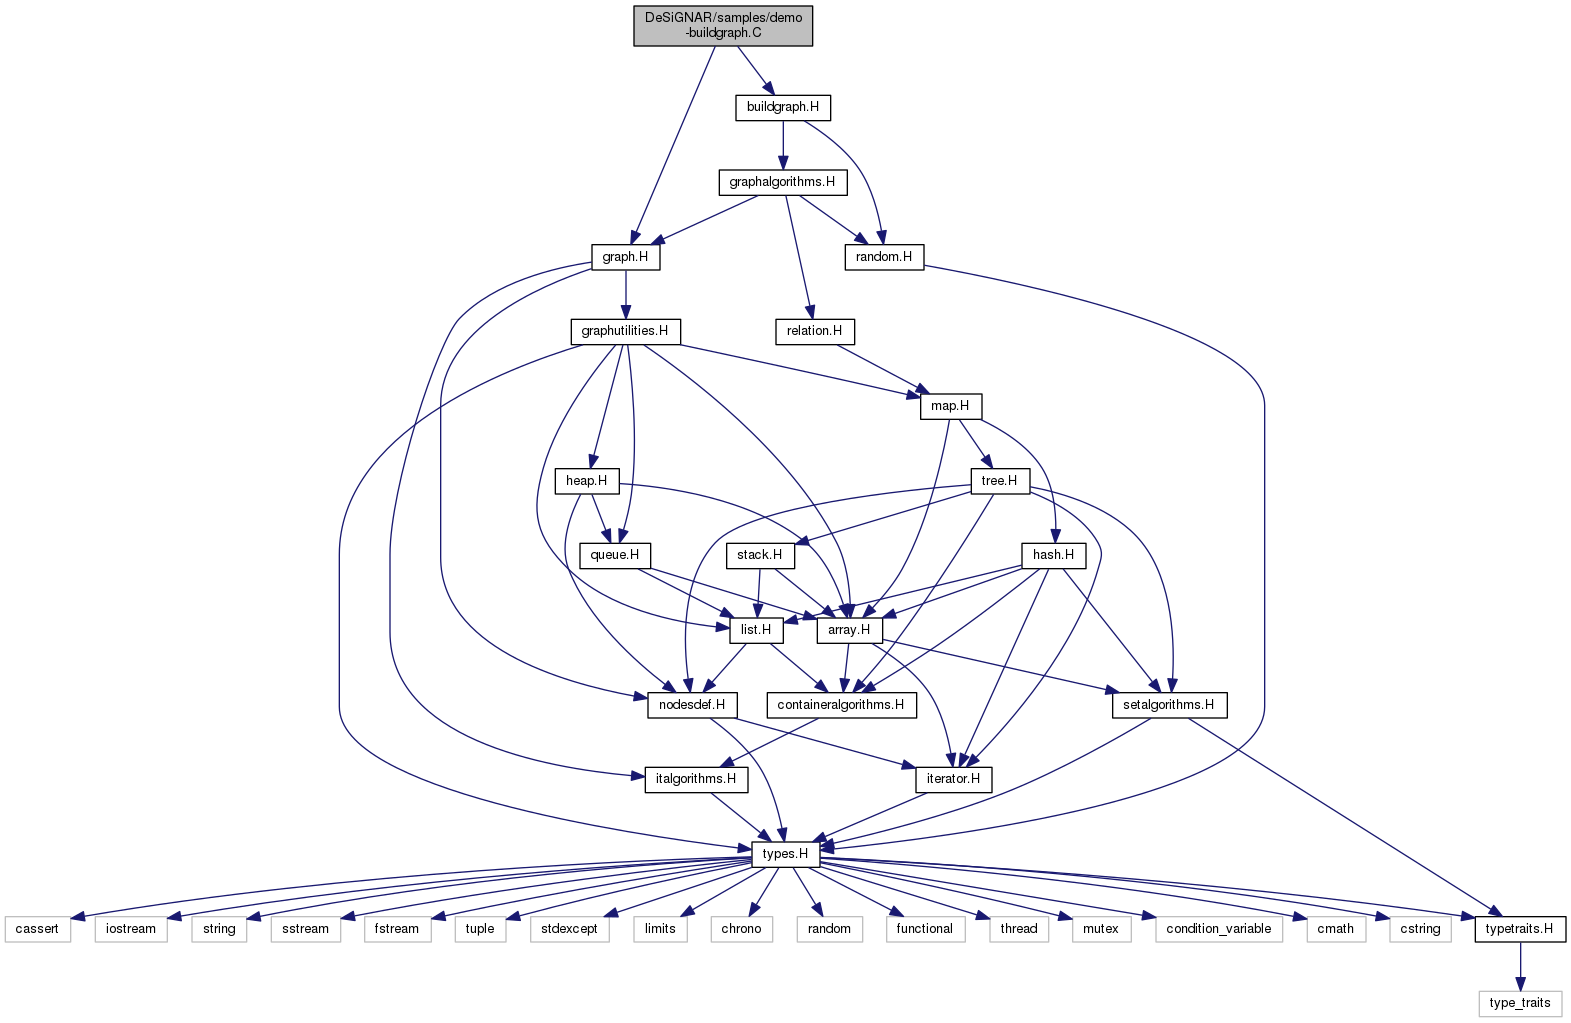 DeSiGNAR/samples/demo
-buildgraph.C
buildgraph.H
graphalgorithms.H
graph.H
random.H
graphutilities.H
relation.H
map.H
heap.H
tree.H
queue.H
stack.H
hash.H
list.H
array.H
nodesdef.H
containeralgorithms.H
setalgorithms.H
italgorithms.H
iterator.H
types.H
cassert
iostream
string
sstream
fstream
tuple
stdexcept
limits
chrono
random
functional
thread
mutex
condition_variable
cmath
cstring
typetraits.H
type_traits